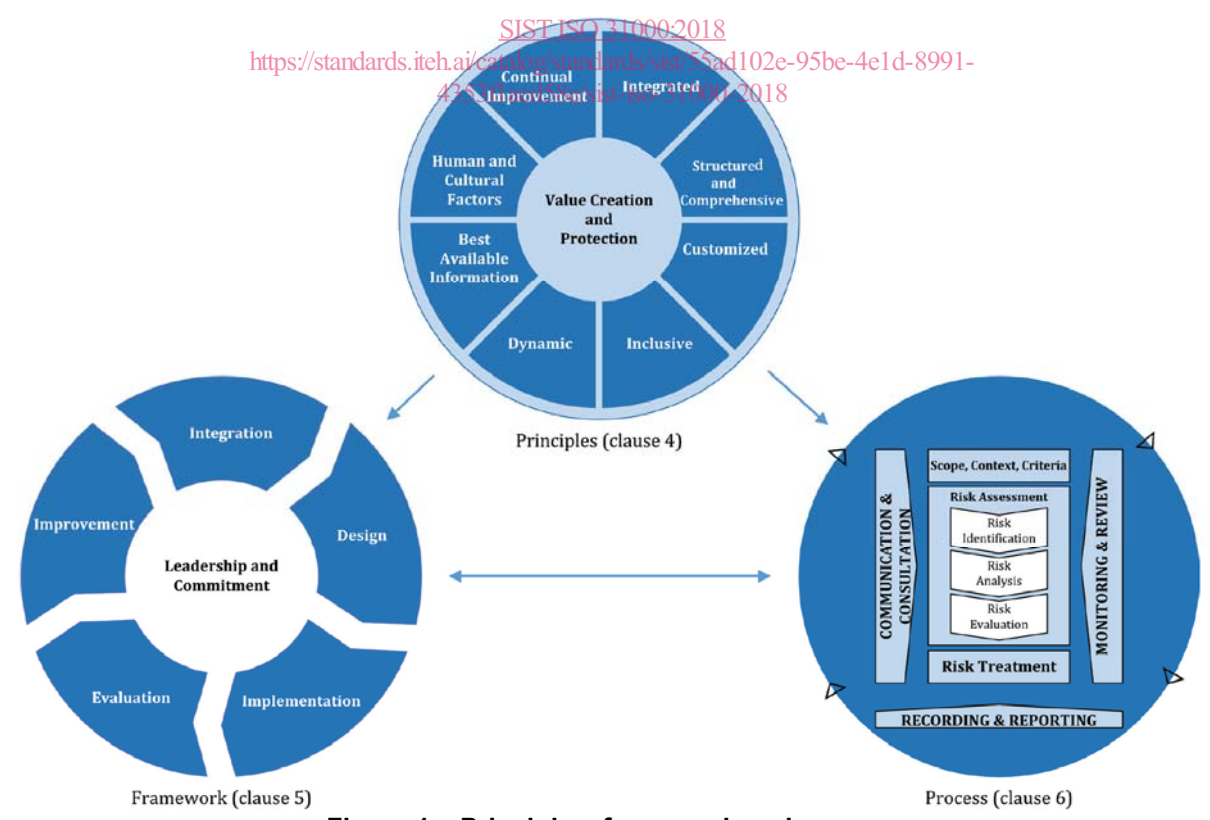 SIST ISO 31000:2018
https://standards.iteh.ai/catalog/standards/sist/55ad102e-95be-4e1d-8991-
2018
Continual
Improvement
Integrated
Human and
Cultural
Factors
Structured
and
Comprehensive
Value Creation
and
Protection
Best
Available
Information
Customized
Dynamic
Inclusive
Principles (clause 4)
Integration
Improvement
Design
Leadership and
Commitment
Evaluation
Implementation
Framework (clause 5)
Scope, Context, Criteria
Risk Assessment
Risk
Identification
Risk
Analysis
Risk
Evaluation
Risk Treatment
COMMUNICATION &
CONSULTATION
MONITORING & REVIEW
RECORDING & REPORTING
Process (clause 6)